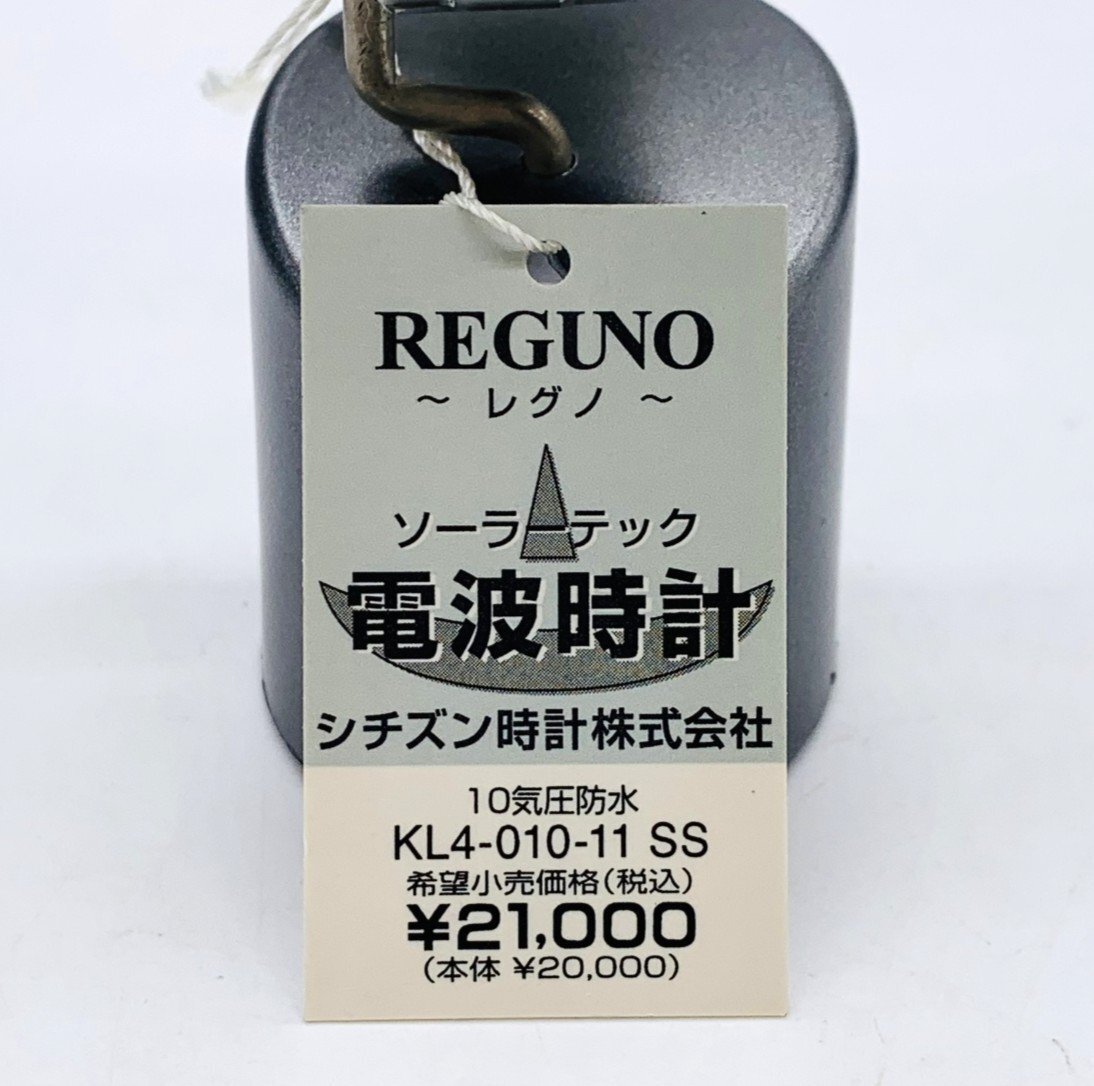 REGUNO
～ レグノ ～
ソーラーテック
電波時計
シチズン時計株式会社
10気圧防水
KL4-010-11 SS
希望小売価格(税込)
¥21,000
(本体 ¥20,000)